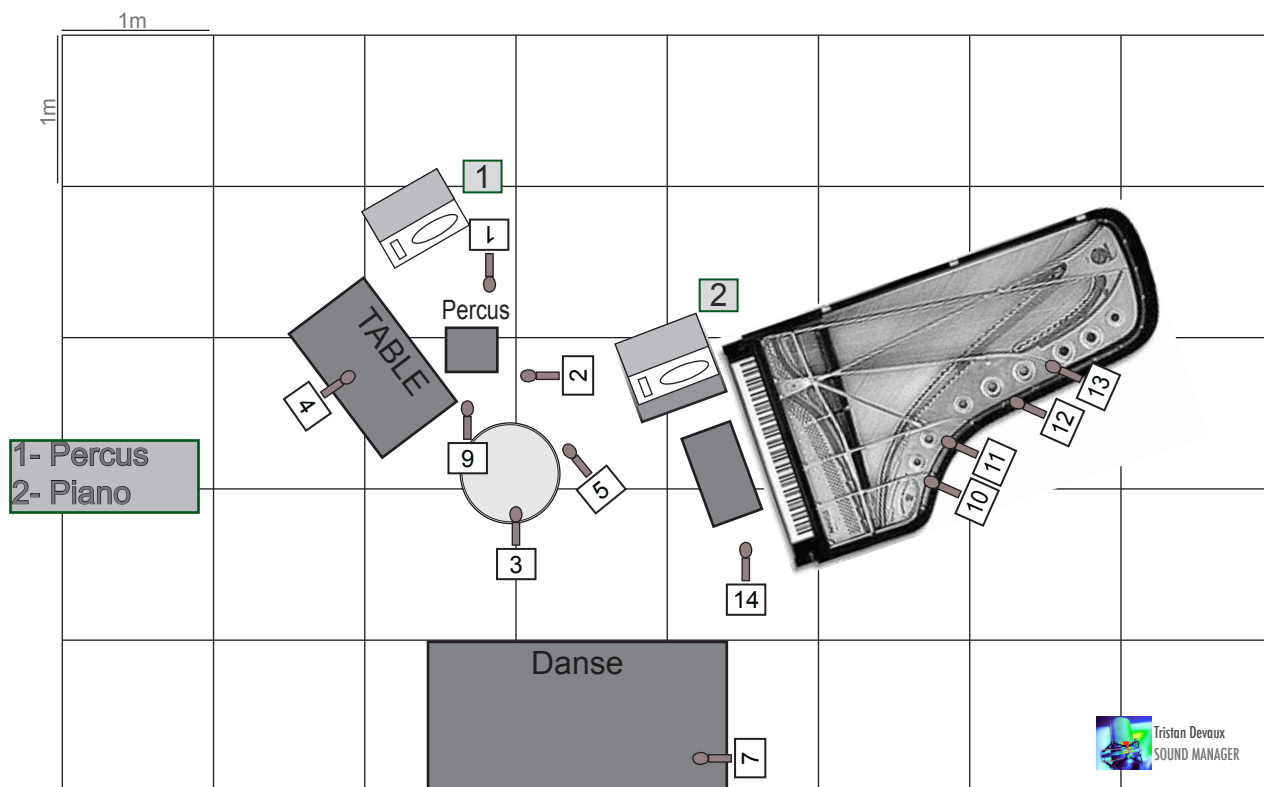 1m
1m
1
1
Percus
2
TABLE
2
4
13
12
9
11
1- Percus
2- Piano
5
10
3
14
Danse
7
Tristan Devaux
SOUND MANAGER